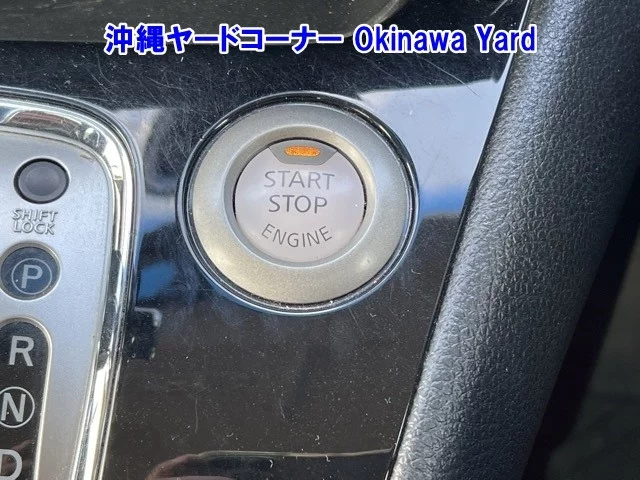 沖縄ヤードコーナー Okinawa Yard
START
STOP
ENGINE
SHIFT
LOCK
P
R
N
D